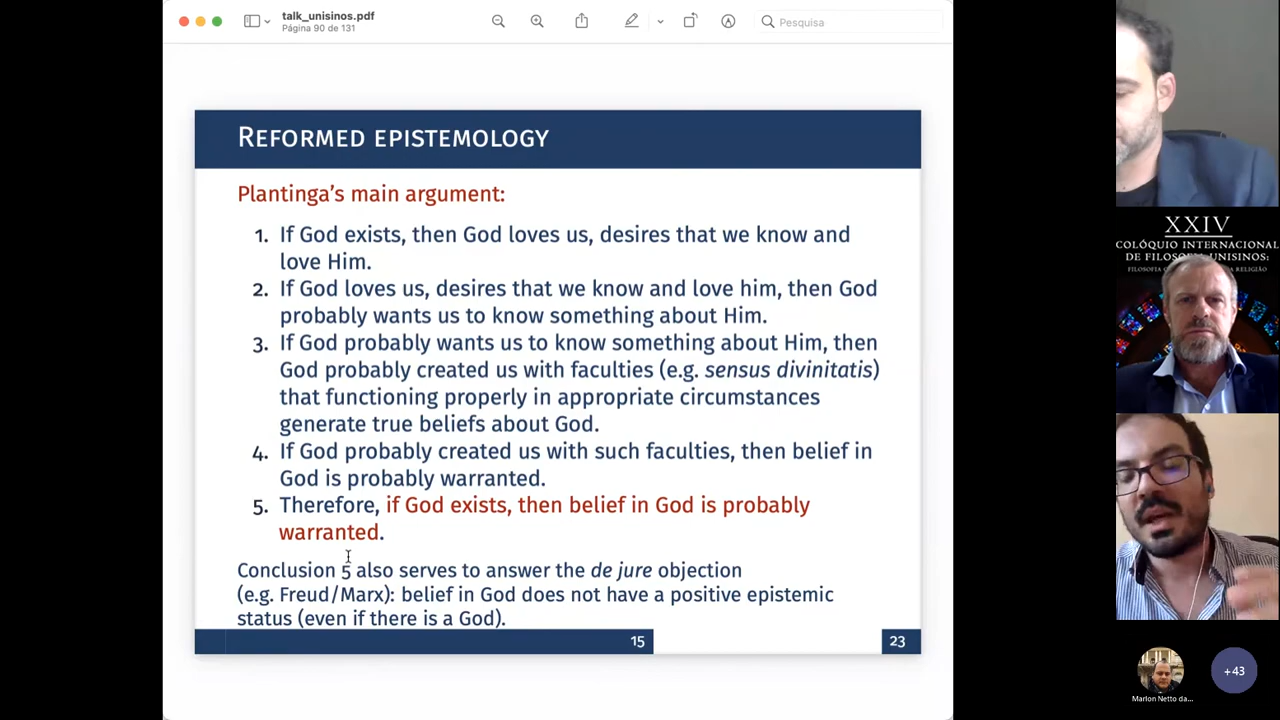 talk_unisinos.pdf
Página 90 de 131
Pesquisa
REFORMED EPISTEMOLOGY
Plantinga's main argument:
1. If God exists, then God loves us, desires that we know and
love Him.
2. If God loves us, desires that we know and love him, then God
probably wants us to know something about Him.
3. If God probably wants us to know something about Him, then
God probably created us with faculties (e.g. sensus divinitatis)
that functioning properly in appropriate circumstances
generate true beliefs about God.
4. If God probably created us with such faculties, then belief in
God is probably warranted.
5. Therefore, if God exists, then belief in God is probably
warranted.
Conclusion 5 also serves to answer the de jure objection
(e.g. Freud/Marx): belief in God does not have a positive epistemic
status (even if there is a God).
15
23
XXIV
COLÓQUIO INTERNACIONAL
DE FILOSOFIA UNISINOS:
FILOSOFIA
RELIGIÃO
Marlon Netto da...
+43